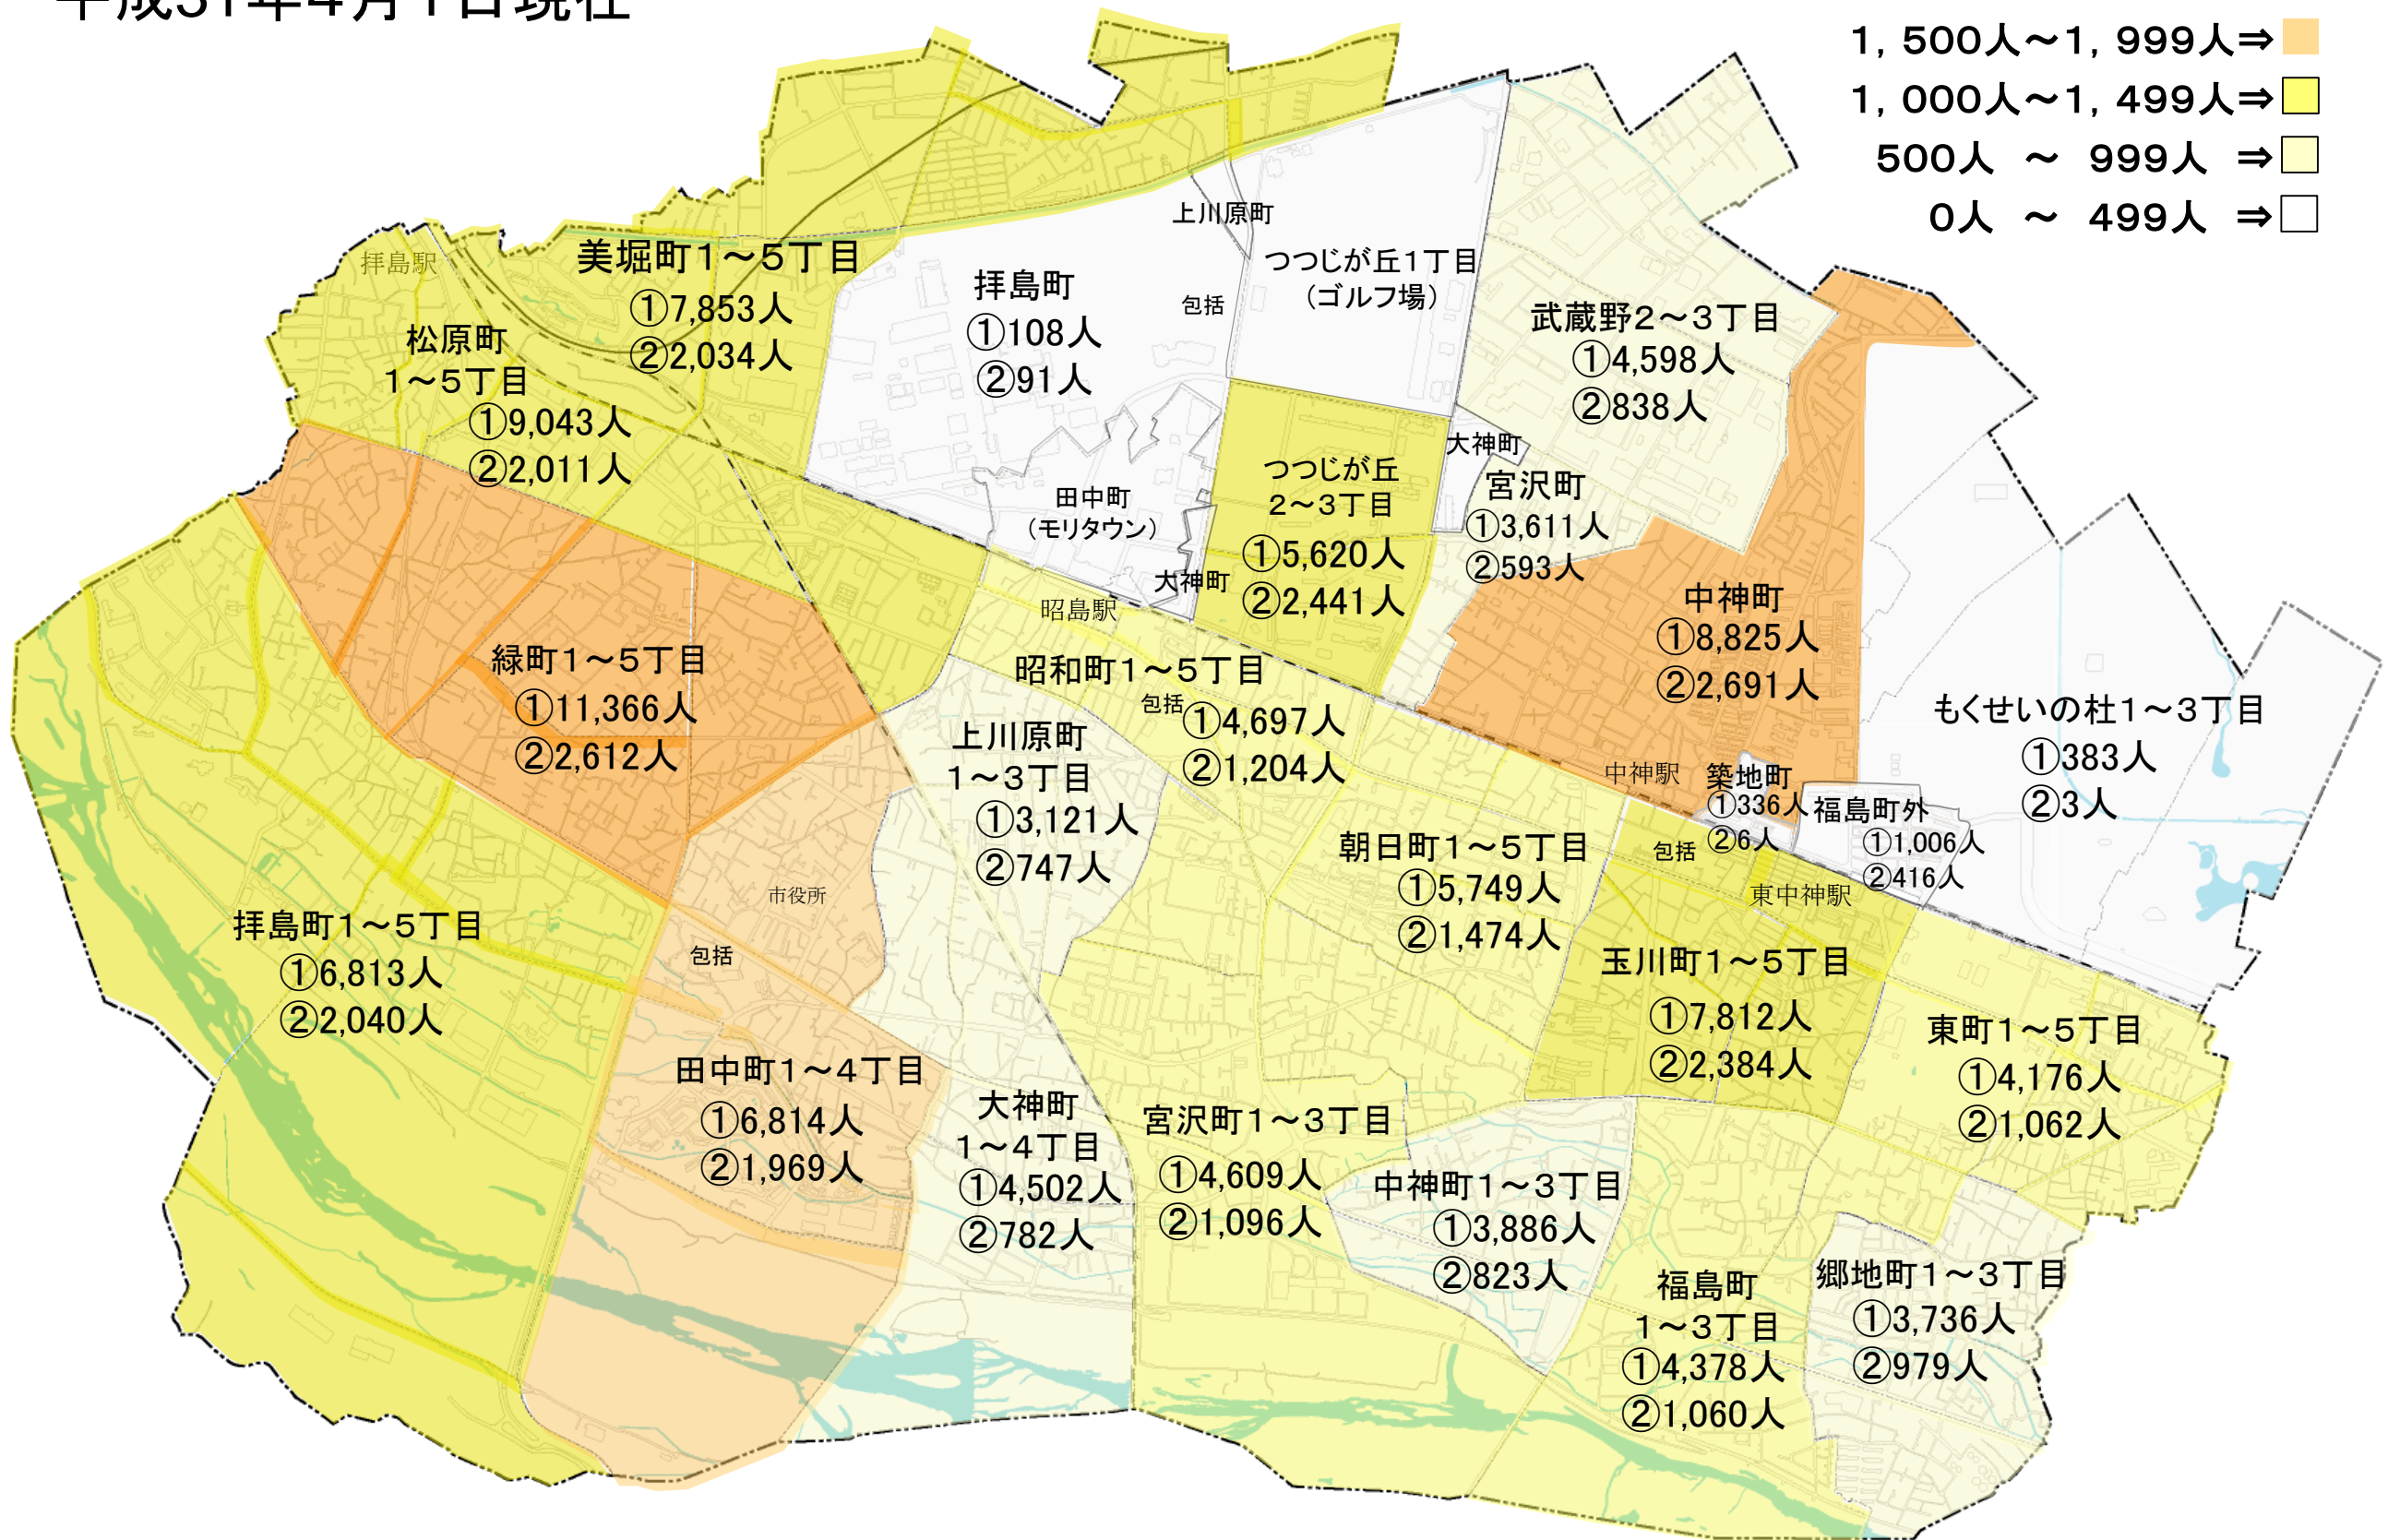 平成31年4月1日現在
1,500人～1,999人⇒
1,000人～1,499人⇒
500人 ～ 999人 ⇒
0人 ～ 499人 ⇒
拝島駅
美堀町1～5丁目
①7,853人
②2,034人
松原町
1～5丁目
①9,043人
②2,011人
拝島町
①108人
②91人
上川原町
つつじが丘1丁目
（ゴルフ場）
包括
武蔵野2～3丁目
①4,598人
②838人
田中町
（モリタウン）
大神町
つつじが丘
2～3丁目
①5,620人
②2,441人
大神町
宮沢町
①3,611人
②593人
中神町
①8,825人
②2,691人
もくせいの杜1～3丁目
①383人
②3人
緑町1～5丁目
①11,366人
②2,612人
昭島駅
昭和町1～5丁目
包括
①4,697人
②1,204人
上川原町
1～3丁目
①3,121人
②747人
中神駅
築地町
①336人
②6人
福島町外
①1,006人
②416人
朝日町1～5丁目
①5,749人
②1,474人
包括
東中神駅
玉川町1～5丁目
①7,812人
②2,384人
市役所
包括
拝島町1～5丁目
①6,813人
②2,040人
田中町1～4丁目
①6,814人
②1,969人
大神町
1～4丁目
①4,502人
②782人
宮沢町1～3丁目
①4,609人
②1,096人
中神町1～3丁目
①3,886人
②823人
東町1～5丁目
①4,176人
②1,062人
福島町
1～3丁目
①4,378人
②1,060人
郷地町1～3丁目
①3,736人
②979人